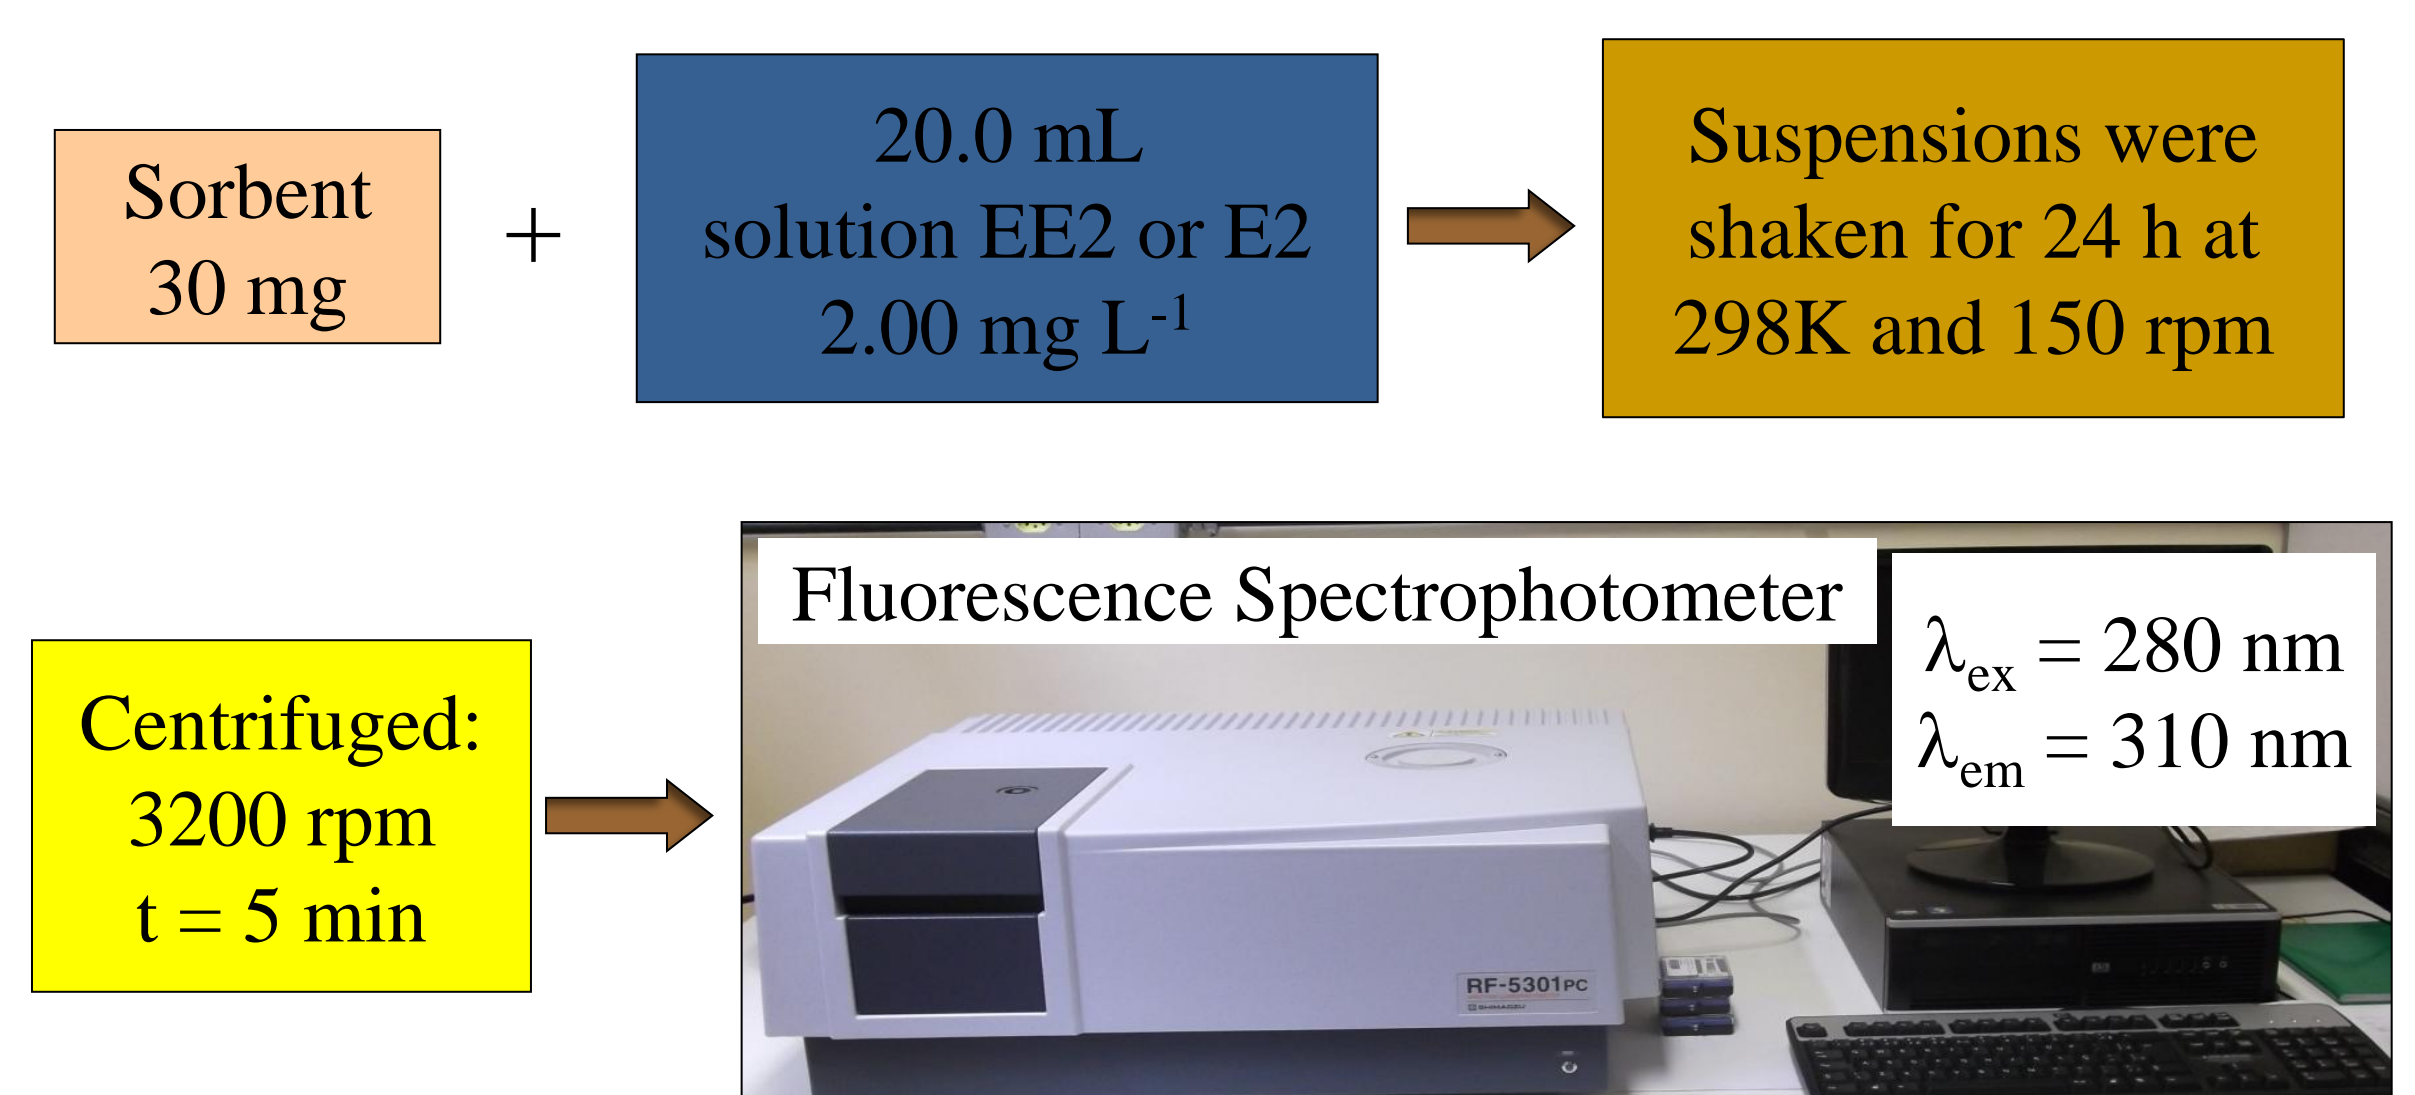 Sorbent
30 mg
+
20.0 mL
solution EE2 or E2
2.00 mg L⁻¹
Suspensions were
shaken for 24 h at
298K and 150 rpm
Centrifuged:
3200 rpm
t = 5 min
Fluorescence Spectrophotometer
λex = 280 nm
λem = 310 nm
RF-5301PC
SHIMADZU